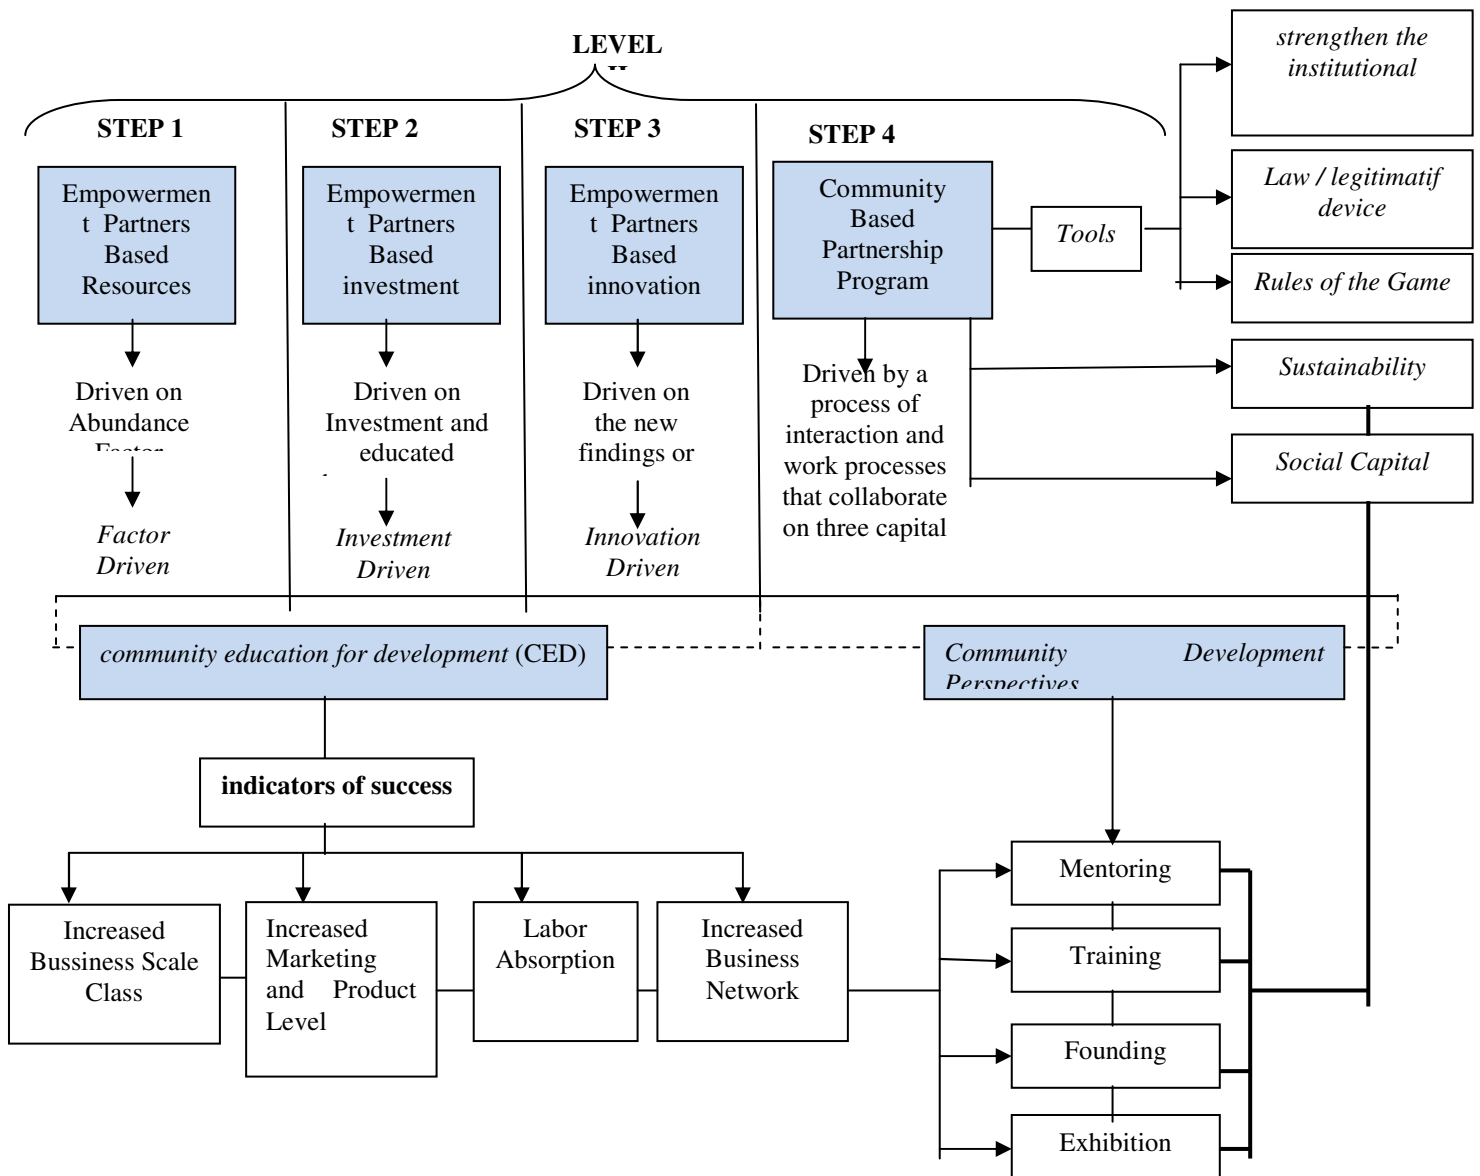 LEVEL
STEP 1
Empowermen
t Partners
Based
Resources
Driven on
Abundance
Factor
Factor
Driven
STEP 2
Empowermen
t Partners
Based
investment
Driven on
Investment and
educated
Investment
Driven
STEP 3
Empowermen
t Partners
Based
innovation
Driven on
the new
findings or
Innovation
Driven
STEP 4
Community
Based
Partnership
Program
Driven by a
process of
interaction and
work processes
that collaborate
on three capital
Tools
strengthen the
institutional
Law / legitimatif
device
Rules of the Game
Sustainability
Social Capital
community education for development (CED)
Community Development
Perspectives
indicators of success
Increased
Bussiness Scale
Class
Increased
Marketing
and Product
Level
Labor
Absorption
Increased
Business
Network
Mentoring
Training
Founding
Exhibition